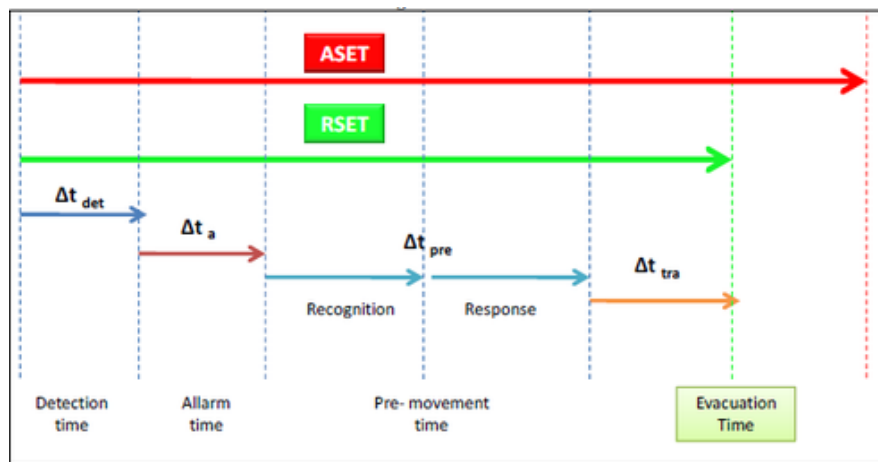 ASET
RSET
Δt det
Δt a
Δt pre
Δt tra
Recognition
Response
Detection
time
Allarm
time
Pre- movement
time
Evacuation
Time